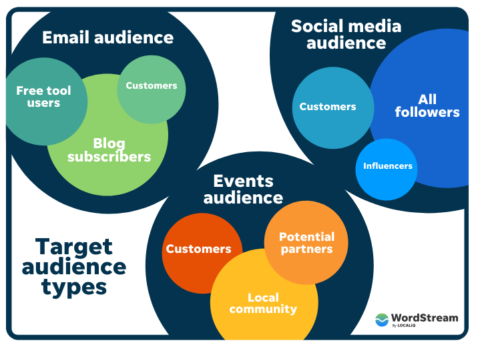 Email audience
Free tool
users
Customers
Blog
subscribers
Social media
audience
Customers
All
followers
Influencers
Events
audience
Customers
Potential
partners
Local
community
Target
audience
types
WordStream
By LOCALiQ